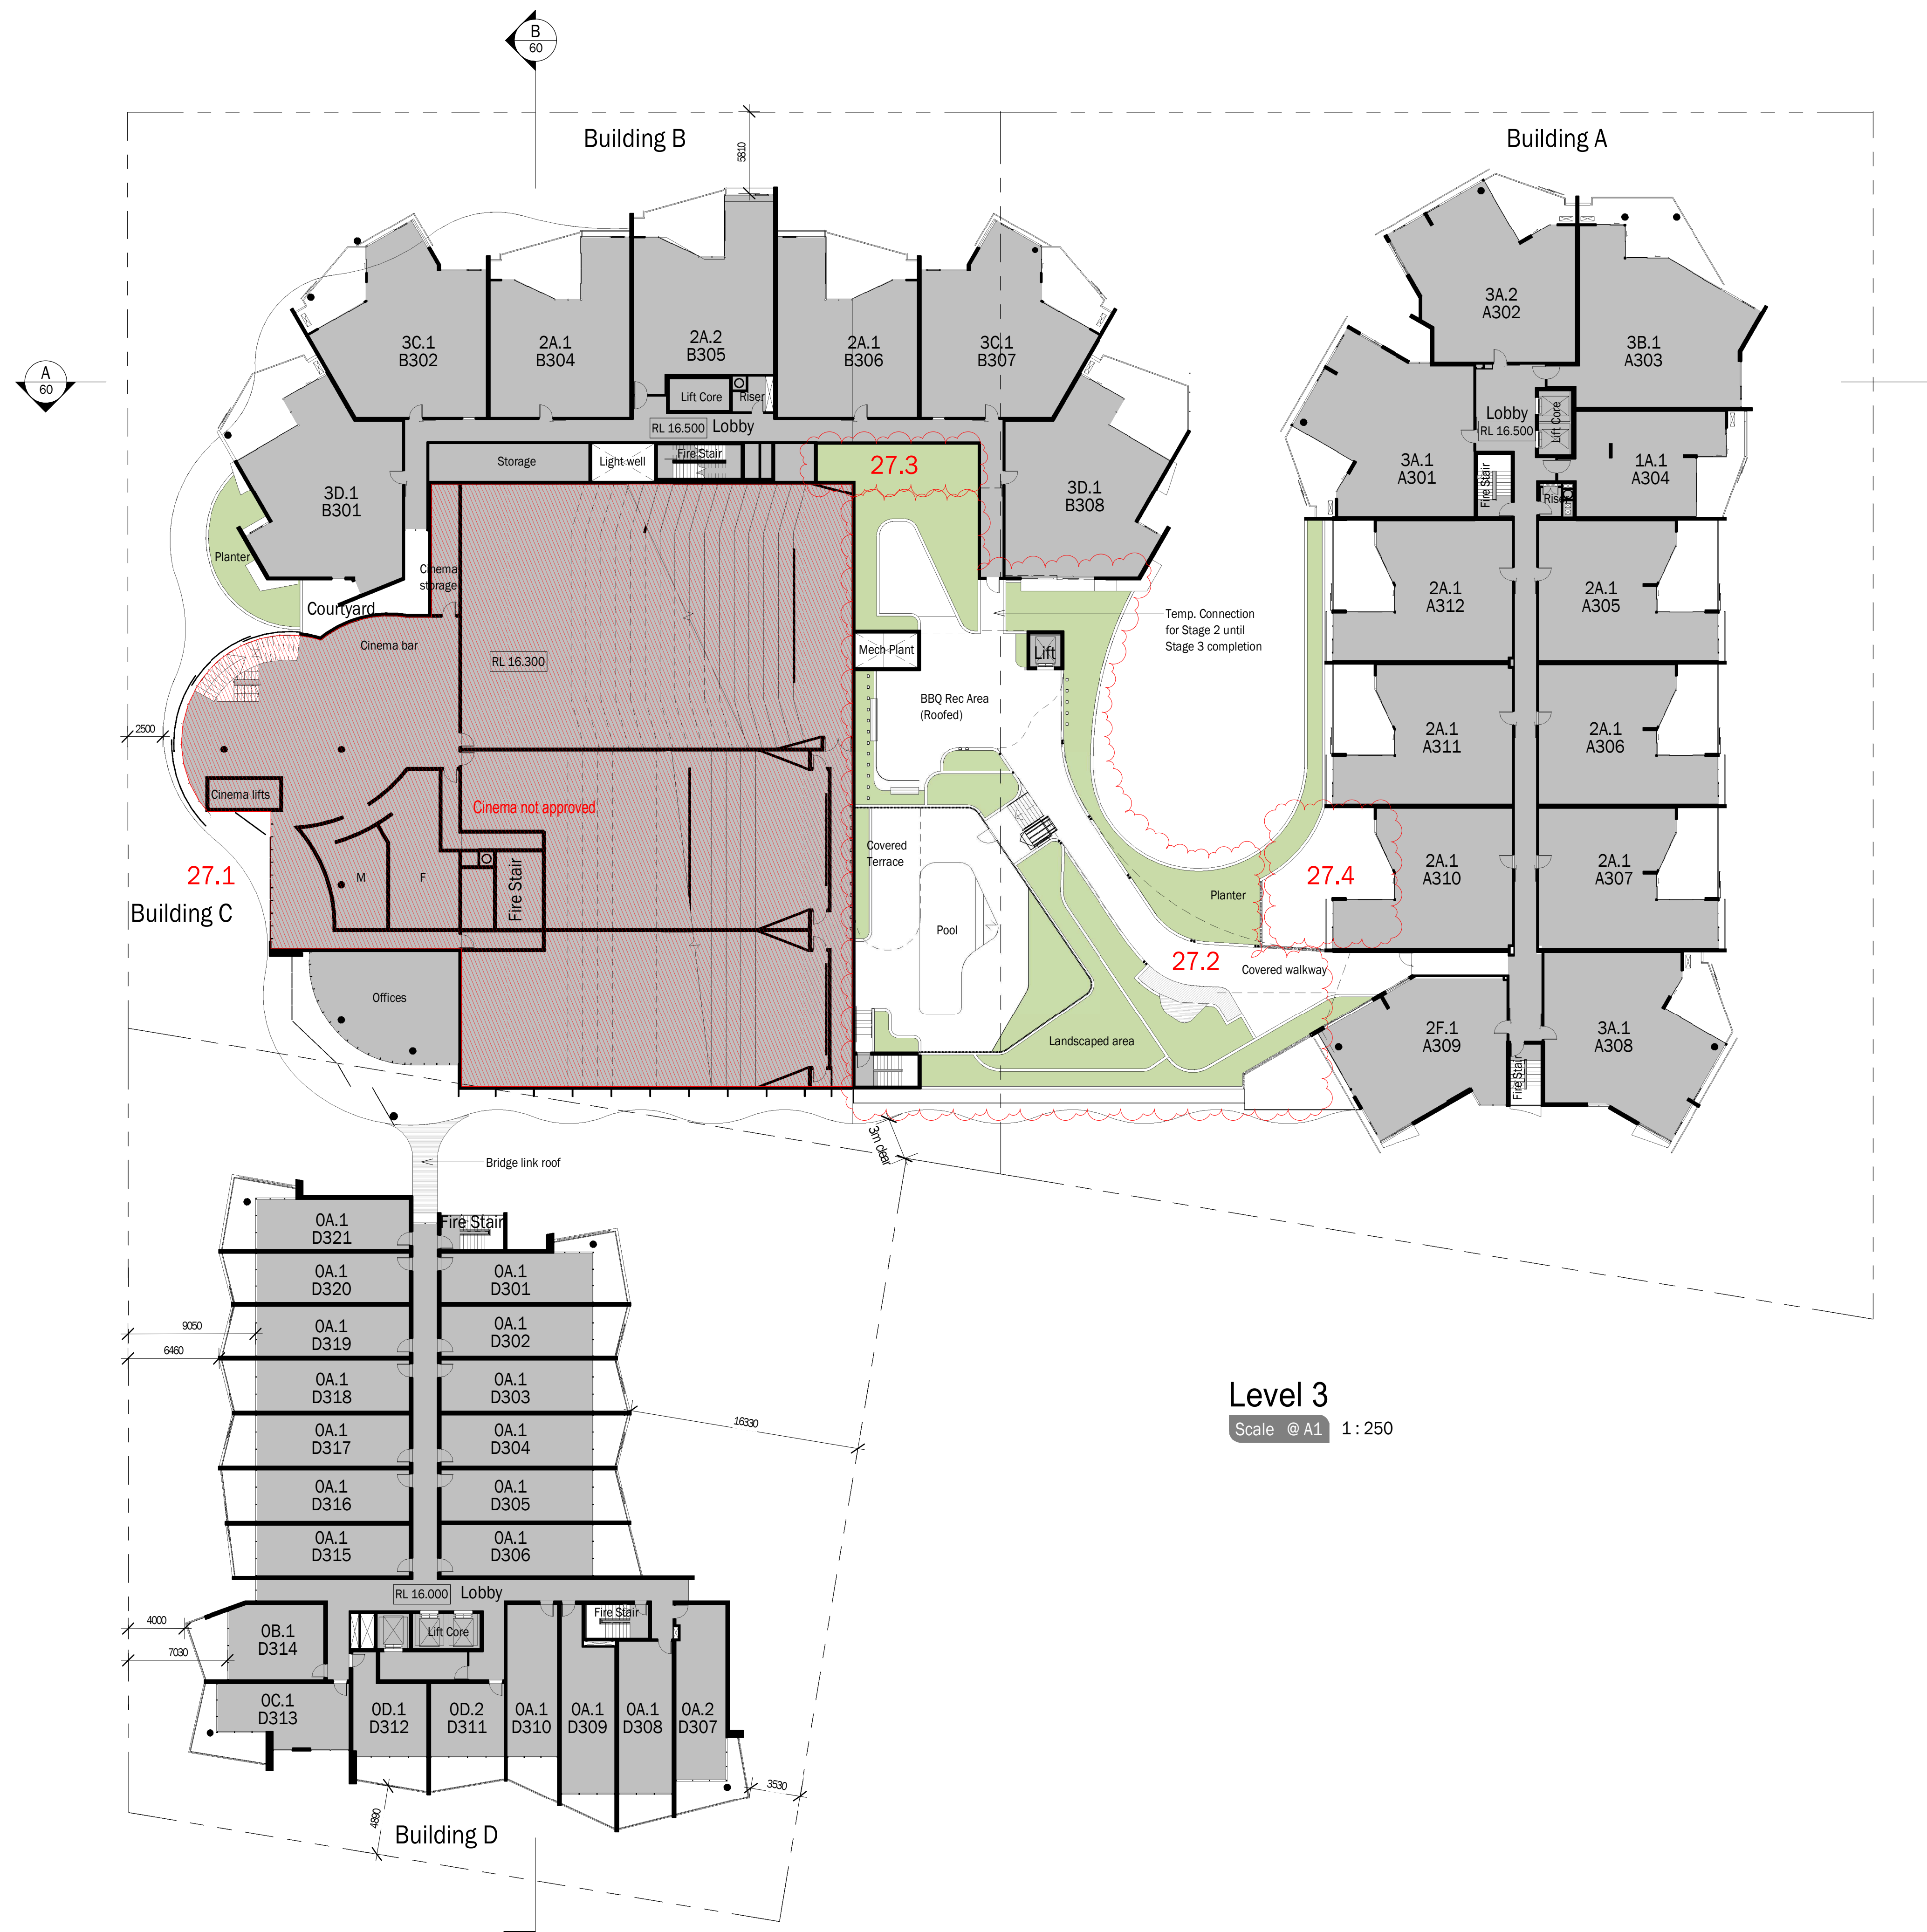 B
60
Building B
Building A
5810
A
60
3C.1
B302
2A.1
B304
2A.2
B305
2A.1
B306
3C.1
B307
3A.2
A302
3B.1
A303
Lift Core
Riser
RL 16.500
Lobby
Lobby
RL 16.500
Lift Core
Storage
Light well
Fire Stair
27.3
3D.1
B301
3D.1
B308
3A.1
A301
Fire Stair
1A.1
A304
Riser
Planter
Cinema
storage
Courtyard
Cinema bar
RL 16.300
Mech Plant
Lift
Temp. Connection
for Stage 2 until
Stage 3 completion
2A.1
A312
2A.1
A305
BBQ Rec Area
(Roofed)
2500
2A.1
A311
2A.1
A306
Cinema lifts
Cinema not approved
Covered
Terrace
27.1
M
F
Fire Stair
Building C
Planter
27.4
2A.1
A310
2A.1
A307
Pool
27.2
Covered walkway
Offices
Landscaped area
2F.1
A309
3A.1
A308
Fire Stair
3m clear
Bridge link roof
0A.1
D321
Fire Stair
0A.1
D320
0A.1
D301
9050
0A.1
D319
0A.1
D302
6460
0A.1
D318
0A.1
D303
0A.1
D317
0A.1
D304
16330
0A.1
D316
0A.1
D305
0A.1
D315
0A.1
D306
Level 3
Scale @ A1 1 : 250
RL 16.000
Lobby
4000
0B.1
D314
Lift Core
Fire Stair
7030
0C.1
D313
0D.1
D312
0D.2
D311
0A.1
D310
0A.1
D309
0A.1
D308
0A.2
D307
3530
4890
Building D